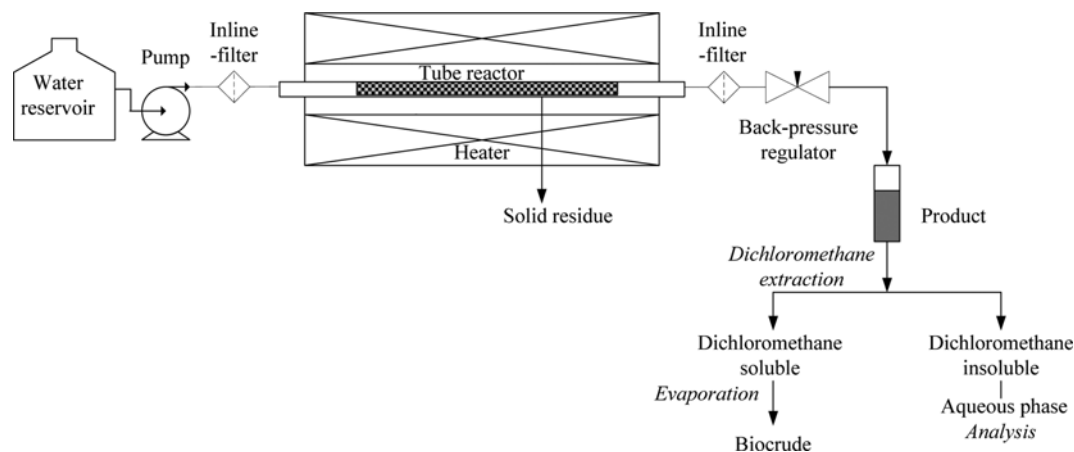 Water
reservoir
Pump
Inline
-filter
Tube reactor
Heater
Solid residue
Inline
-filter
Back-pressure
regulator
Product
Dichloromethane
extraction
Dichloromethane
soluble
Evaporation
Biocrude
Dichloromethane
insoluble
Aqueous phase
Analysis